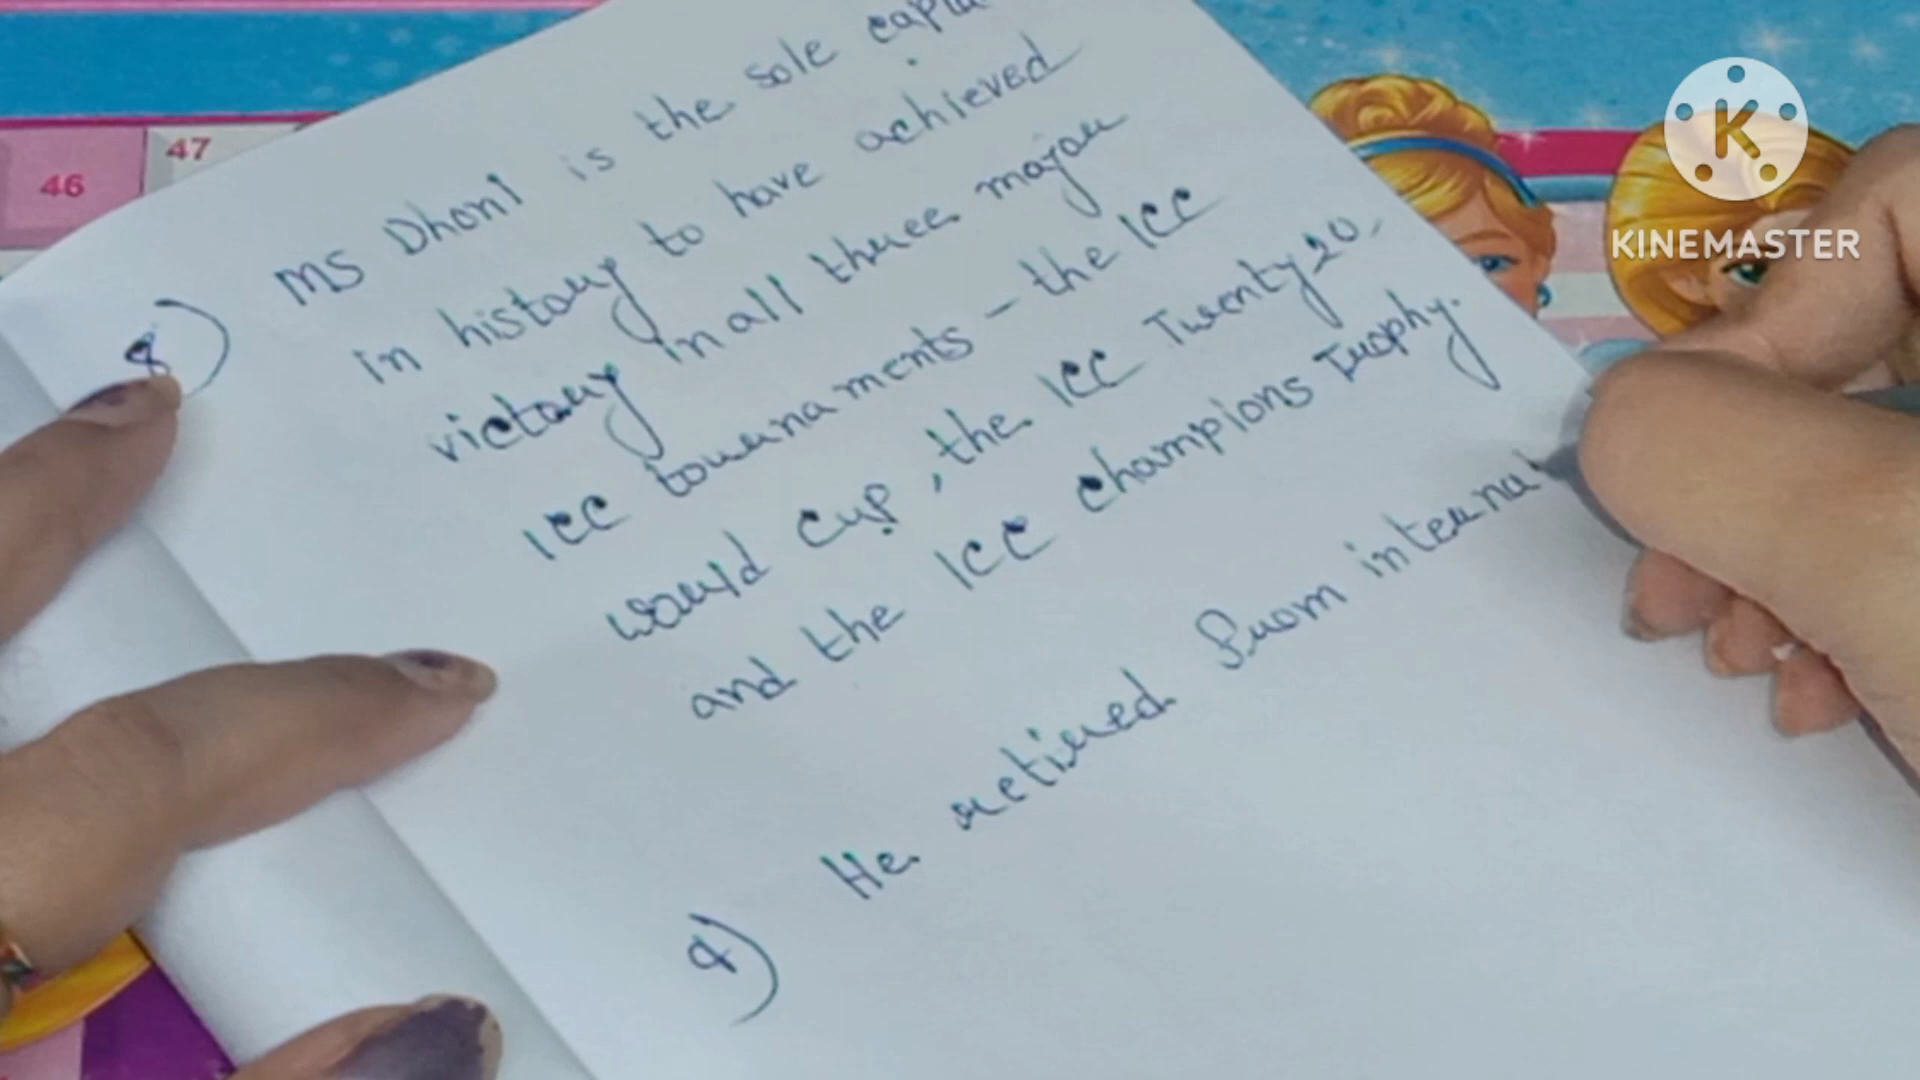 46
47
KINEMASTER
8) MS Dhoni is the sole
in history to have achieved
victory in all three major
ICC tournaments - the ICC
World Cup, the ICC Twenty20,
and the ICC Champions Trophy.
9) He retired from internat